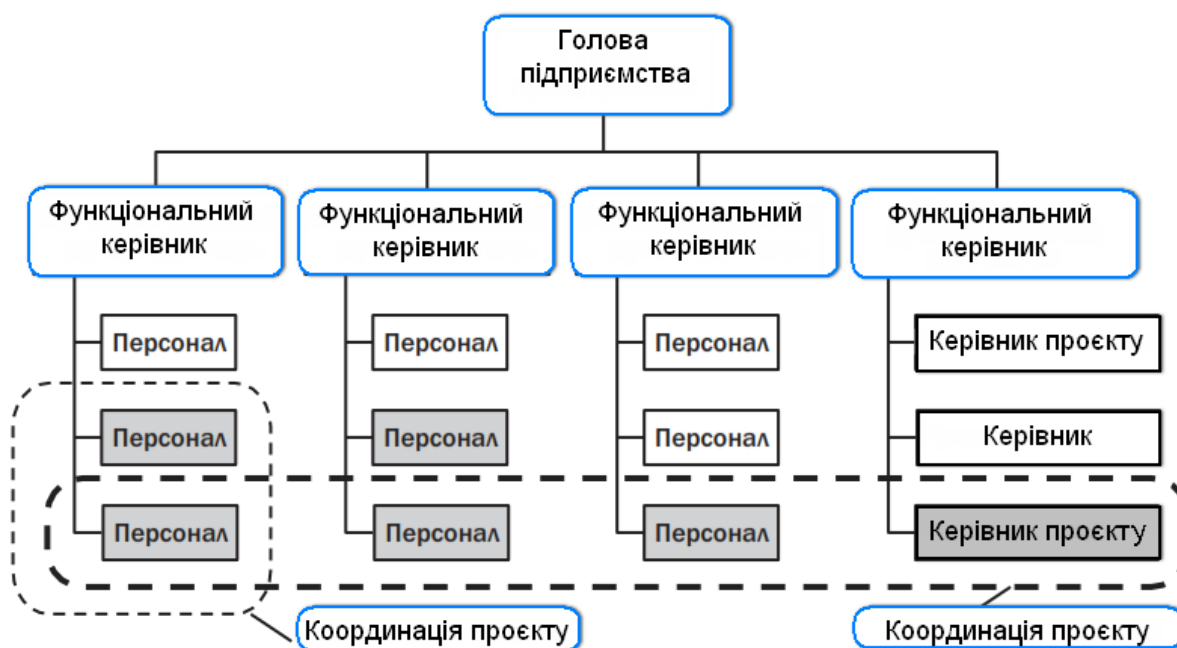 Голова
підприємства
Функціональний
керівник
Функціональний
керівник
Функціональний
керівник
Функціональний
керівник
Персонал
Персонал
Персонал
Керівник проєкту
Персонал
Персонал
Персонал
Керівник
Персонал
Персонал
Персонал
Керівник проєкту
Координація проєкту
Координація проєкту